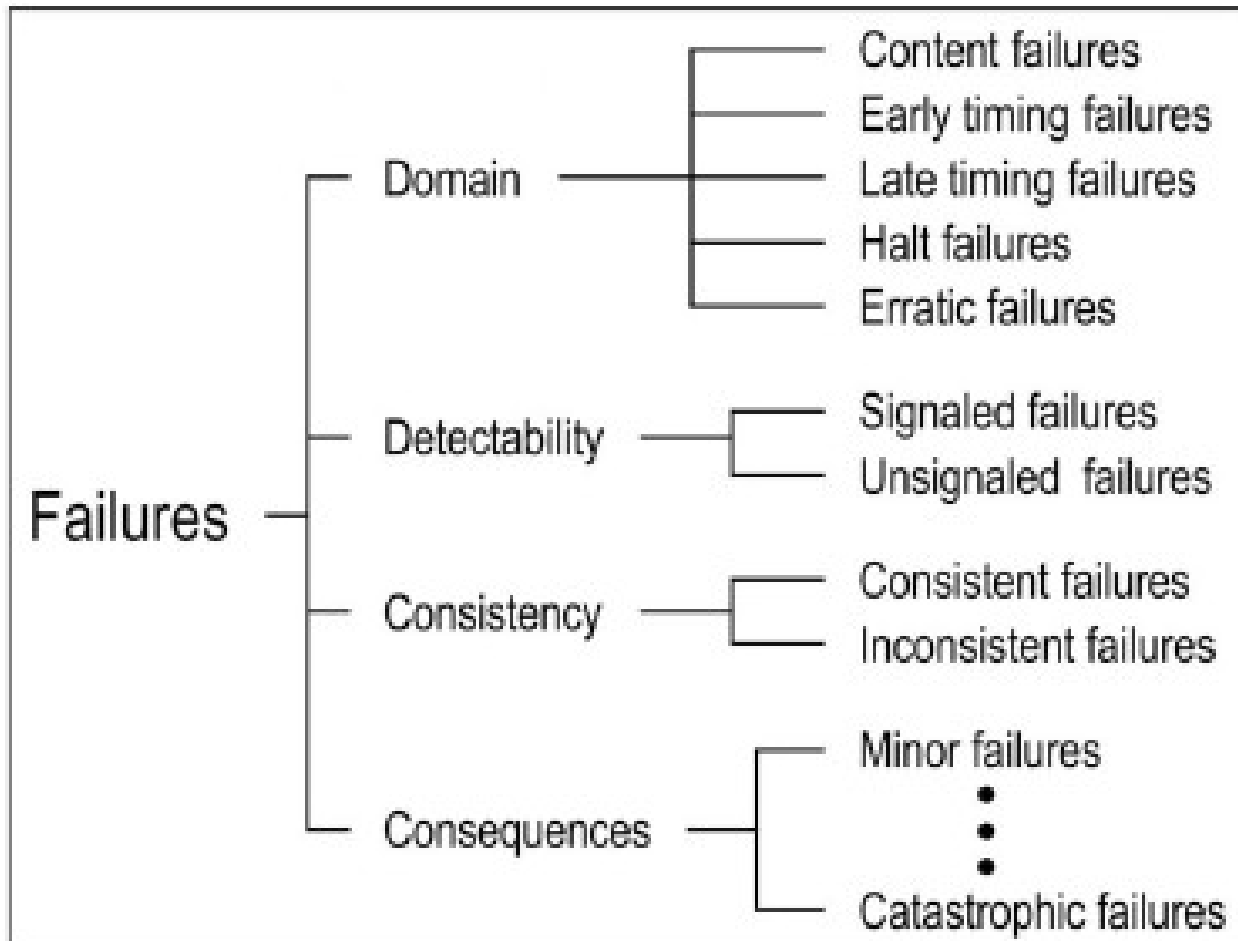 Failures
Domain
Content failures
Early timing failures
Late timing failures
Halt failures
Erratic failures
Detectability
Signaled failures
Unsignaled failures
Consistency
Consistent failures
Inconsistent failures
Consequences
Minor failures
Catastrophic failures